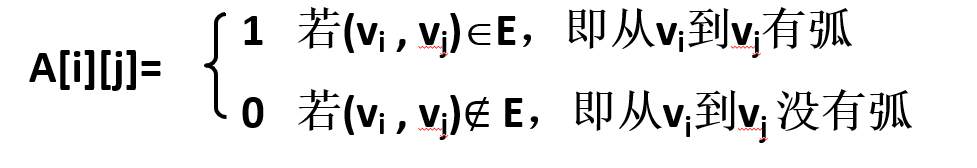 1 若(vi , vj)∈E，即从vi到vj有弧
A[i][j]=
0 若(vi , vj)∉ E，即从vi到vj 没有弧